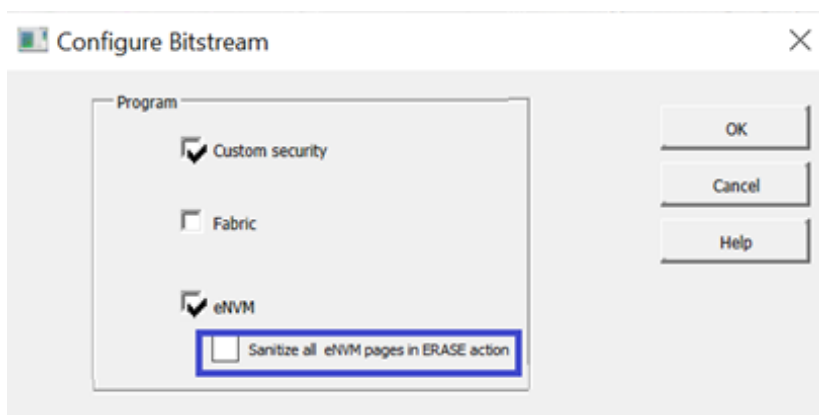 Configure Bitstream
Program
Custom security
Fabric
eNVM
Sanitize all eNVM pages in ERASE action
OK
Cancel
Help